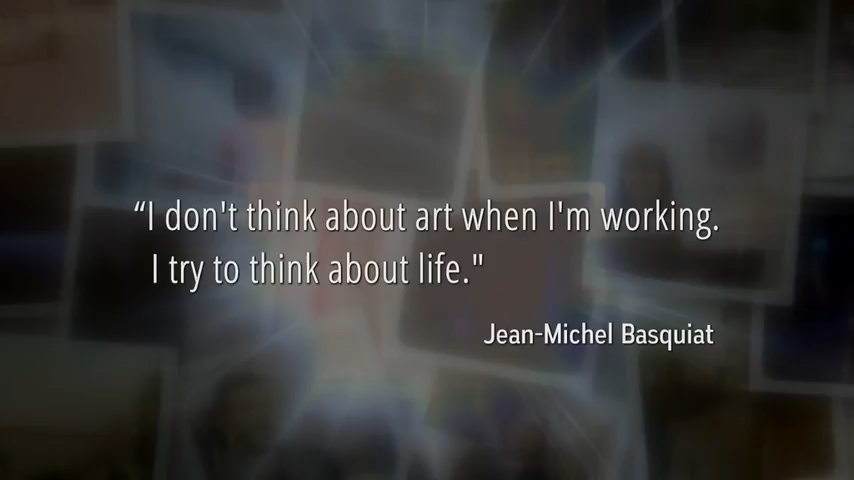 “I don't think about art when I'm working.
I try to think about life."
Jean-Michel Basquiat